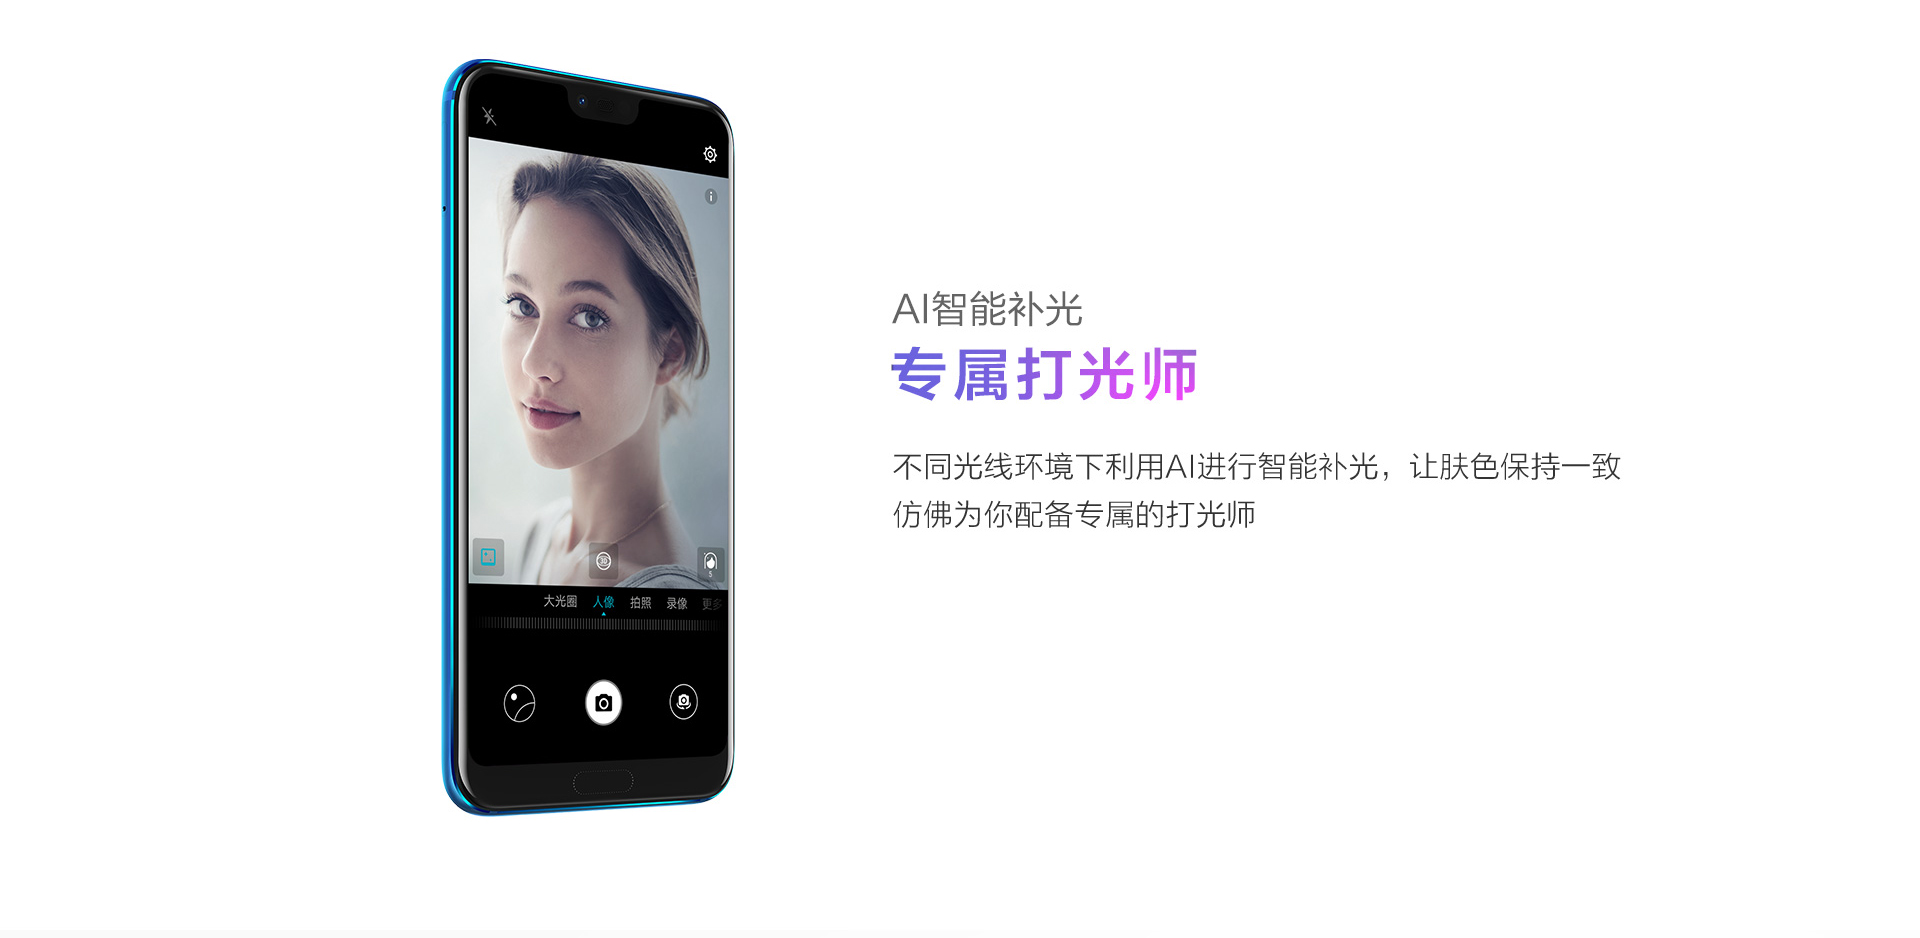 AI智能补光
专属打光师
不同光线环境下利用AI进行智能补光，让肤色保持一致
仿佛为你配备专属的打光师
3D
5
大光圈 人像 拍照 录像 更多